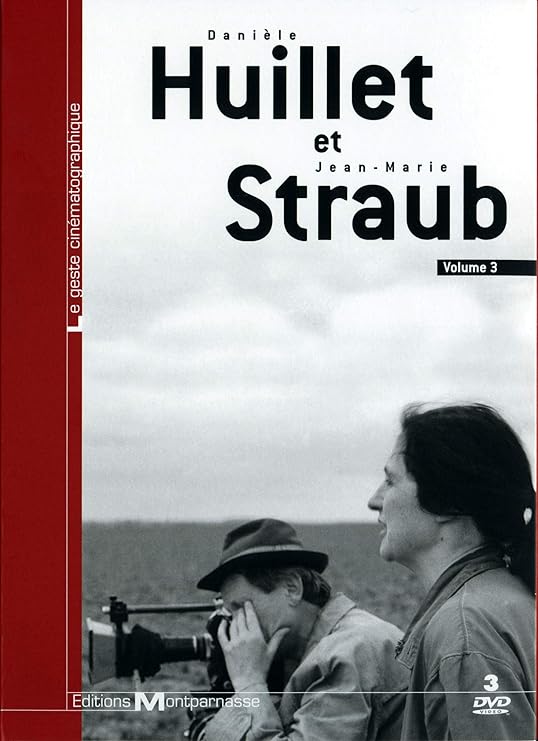 Danièle
Huillet
et
Jean-Marie
Straub
Volume 3
Le geste cinématographique
Editions Montparnasse
3
DVD
VIDEO